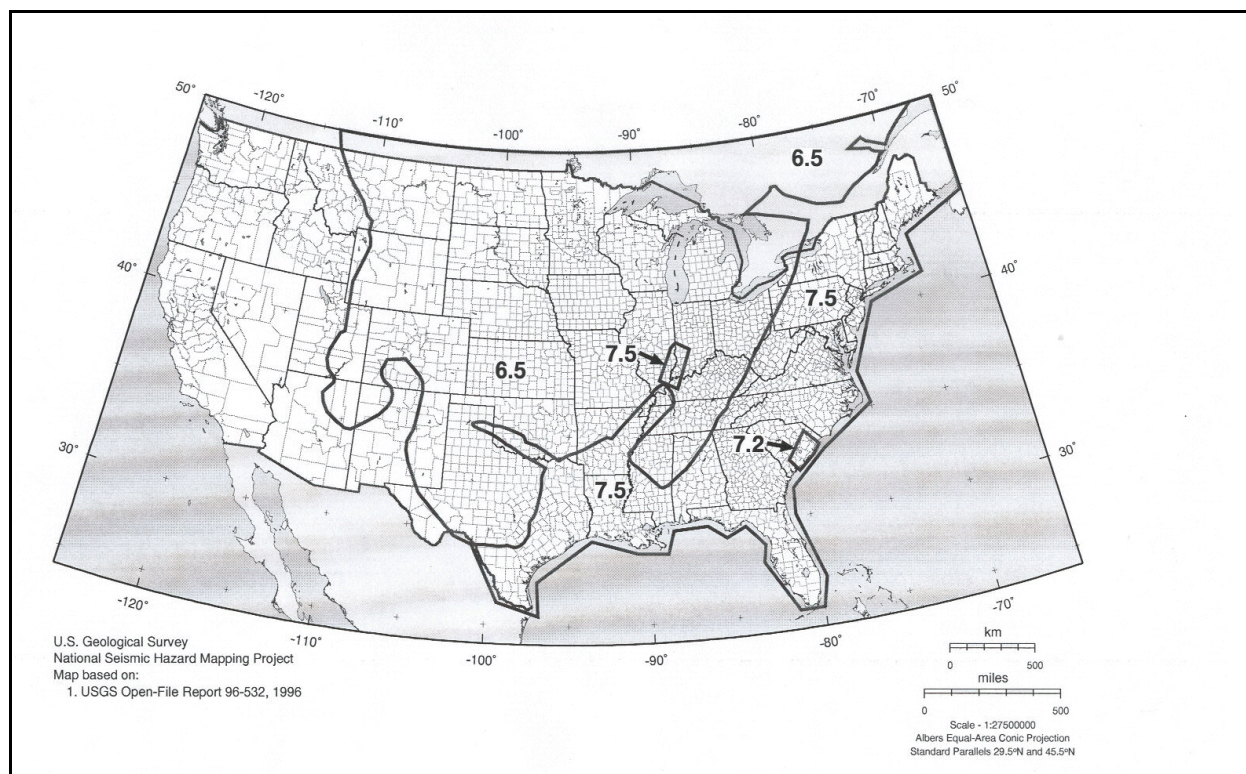 50°
-120°
-110°
-100°
-90°
-80°
-70°
50°
6.5
40°
40°
7.5
7.5
6.5
7.2
30°
30°
7.5
-120°
-110°
-100°
-90°
-80°
-70°
U.S. Geological Survey
National Seismic Hazard Mapping Project
Map based on:
1. USGS Open-File Report 96-532, 1996
km
0 500
miles
0 500
Scale - 1:27500000
Albers Equal-Area Conic Projection
Standard Parallels 29.5°N and 45.5°N